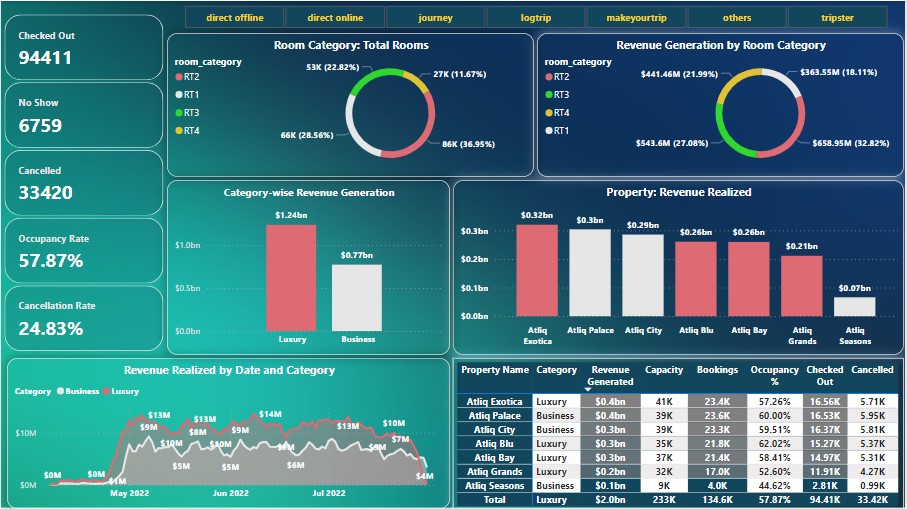 direct offline direct online journey logtrip makeyourtrip others tripster
Checked Out
94411
No Show
6759
Cancelled
33420
Occupancy Rate
57.87%
Cancellation Rate
24.83%
Room Category: Total Rooms
room_category
RT2
RT1
RT3
RT4
53K (22.82%)
27K (11.67%)
66K (28.56%)
86K (36.95%)
Revenue Generation by Room Category
room_category
RT2
RT3
RT4
RT1
$441.46M (21.99%)
$363.55M (18.11%)
$543.6M (27.08%)
$658.95M (32.82%)
Category-wise Revenue Generation
$1.24bn
$0.77bn
$1.0bn
$0.5bn
$0.0bn
Luxury Business
Property: Revenue Realized
$0.32bn $0.3bn $0.29bn $0.26bn $0.26bn $0.21bn $0.07bn
$0.3bn
$0.2bn
$0.1bn
$0.0bn
Atliq Exotica
Atliq Palace
Atliq City
Atliq Blu
Atliq Bay
Atliq Grands
Atliq Seasons
Revenue Realized by Date and Category
Category Business Luxury
$10M
$0M
$0M $0M $1M $13M $9M $10M $5M $13M $8M $9M $5M $14M $6M $13M $10M $7M $4M
May 2022 Jun 2022 Jul 2022
Property Name Category Revenue Generated Capacity Bookings Occupancy % Checked Out Cancelled
Atliq Exotica Luxury $0.4bn 41K 23.4K 57.26% 16.56K 5.71K
Atliq Palace Business $0.4bn 39K 23.6K 60.00% 16.53K 5.95K
Atliq City Business $0.3bn 39K 23.3K 59.51% 16.37K 5.81K
Atliq Blu Luxury $0.3bn 35K 21.8K 62.02% 15.27K 5.37K
Atliq Bay Luxury $0.3bn 37K 21.4K 58.41% 14.97K 5.31K
Atliq Grands Luxury $0.2bn 32K 17.0K 52.60% 11.91K 4.27K
Atliq Seasons Business $0.1bn 9K 4.0K 44.62% 2.81K 0.99K
Total Luxury $2.0bn 233K 134.6K 57.87% 94.41K 33.42K